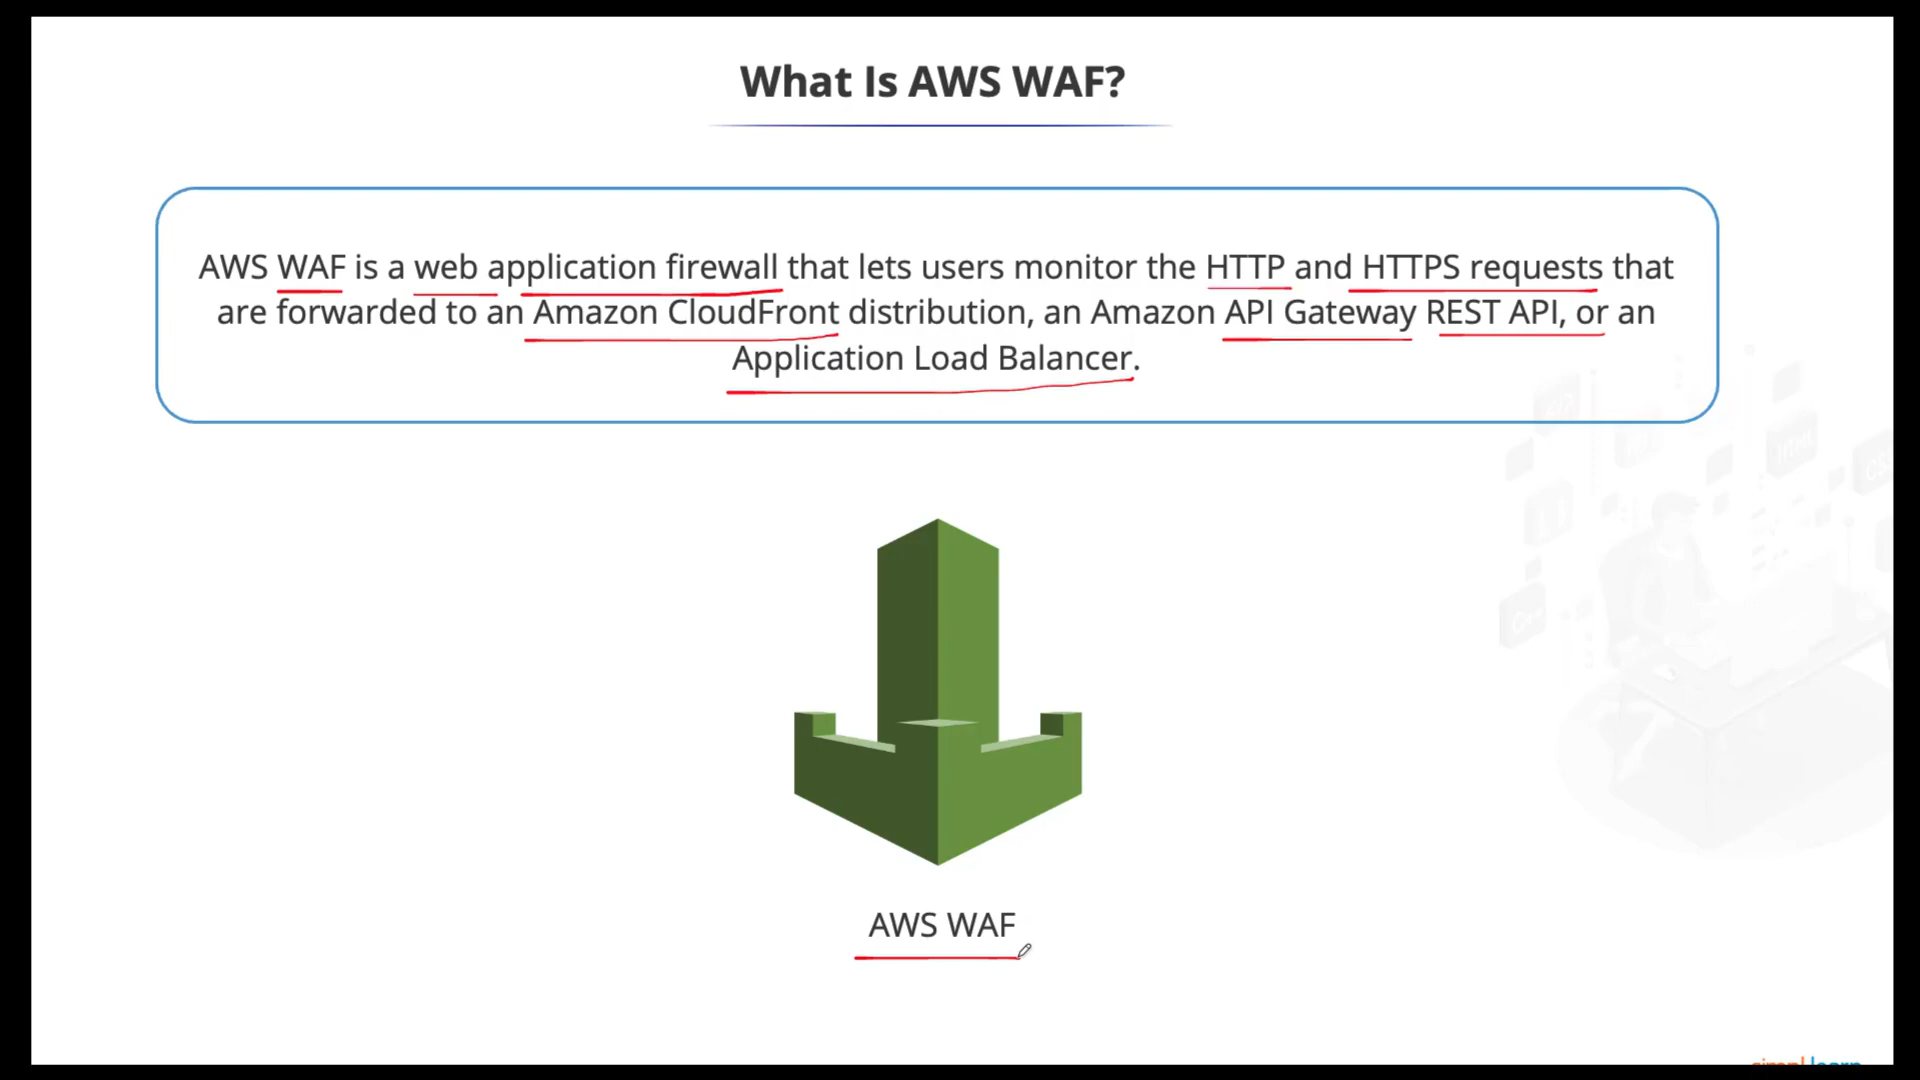 What Is AWS WAF?
AWS WAF is a web application firewall that lets users monitor the HTTP and HTTPS requests that
are forwarded to an Amazon CloudFront distribution, an Amazon API Gateway REST API, or an
Application Load Balancer.
AWS WAF